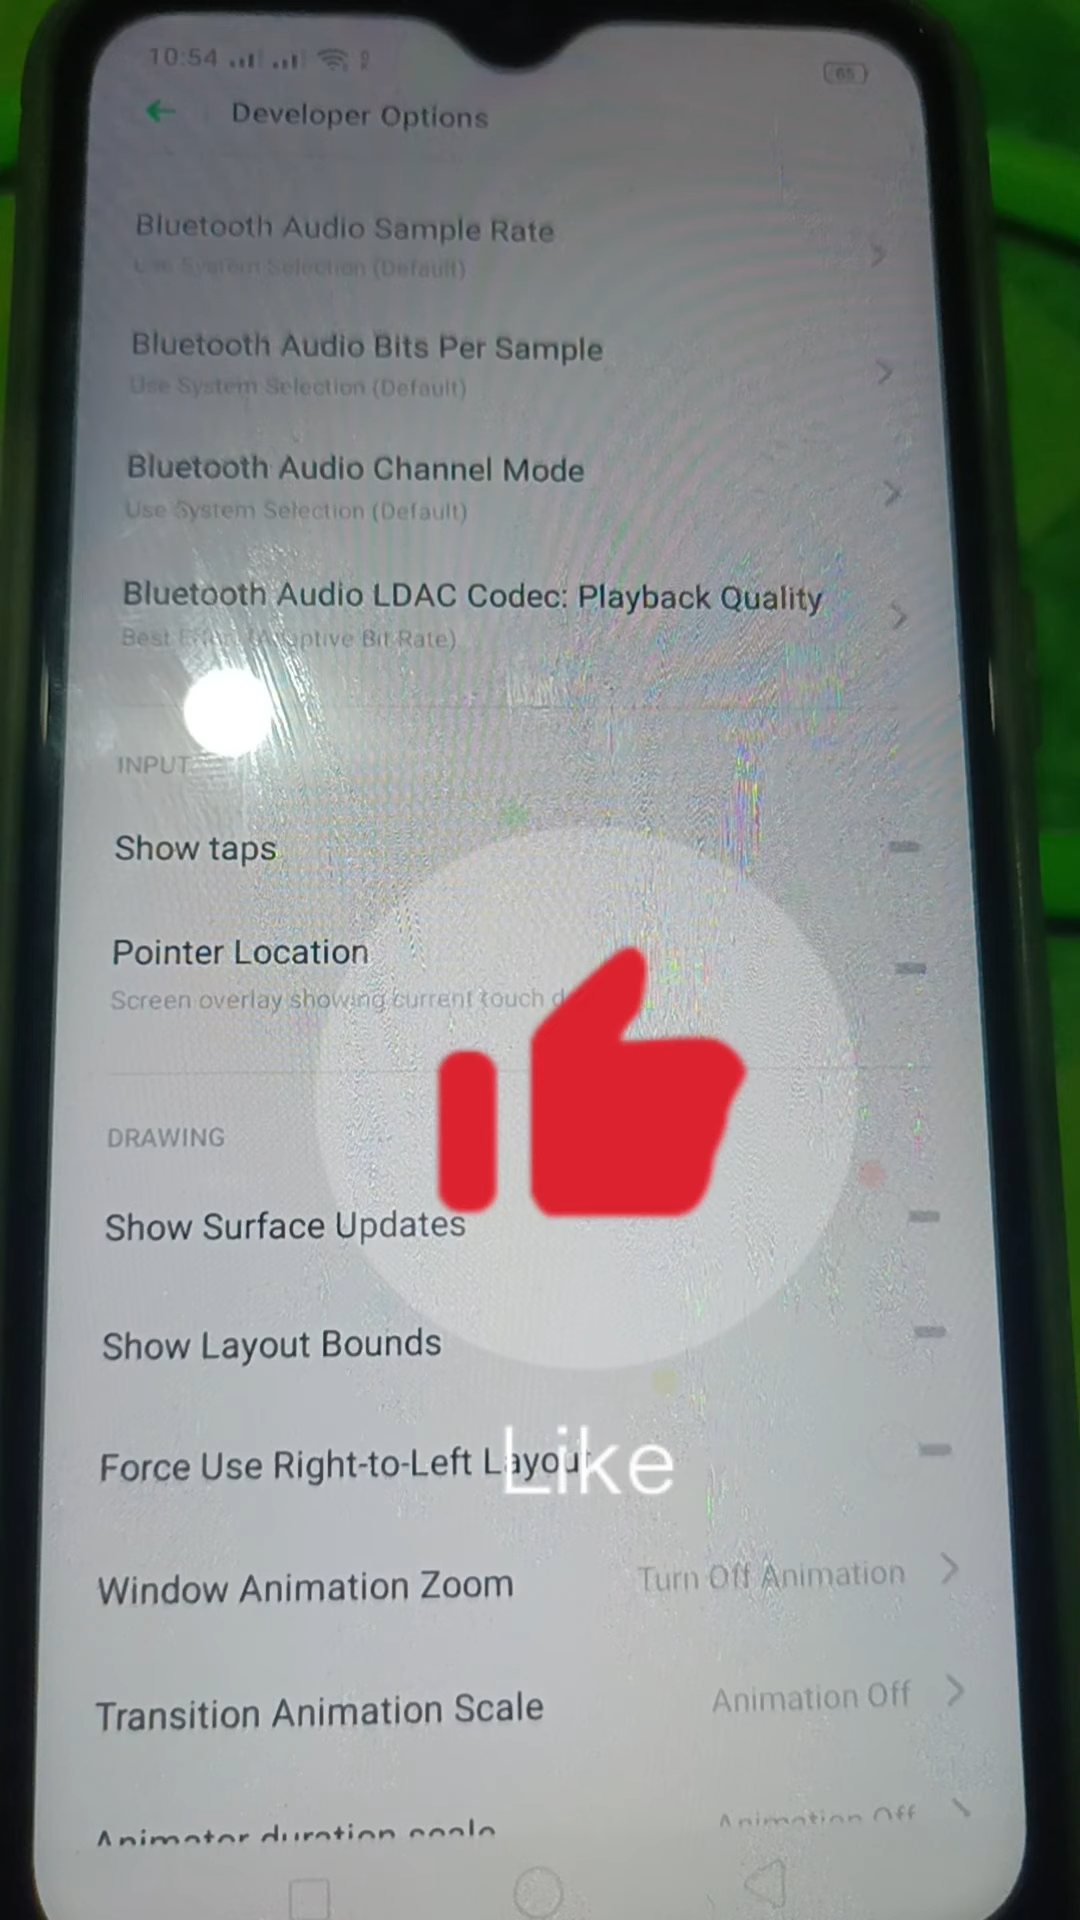 10:54
65
Developer Options
Bluetooth Audio Sample Rate
Use System Selection (Default)
Bluetooth Audio Bits Per Sample
Use System Selection (Default)
Bluetooth Audio Channel Mode
Use System Selection (Default)
Bluetooth Audio LDAC Codec: Playback Quality
Best Effort (Adaptive Bit Rate)
INPUT
Show taps
Pointer Location
Screen overlay showing current touch
DRAWING
Show Surface Updates
Show Layout Bounds
Force Use Right-to-Left Layout
Like
Window Animation Zoom Turn Off Animation
Transition Animation Scale Animation Off
Animator duration scale Animation Off